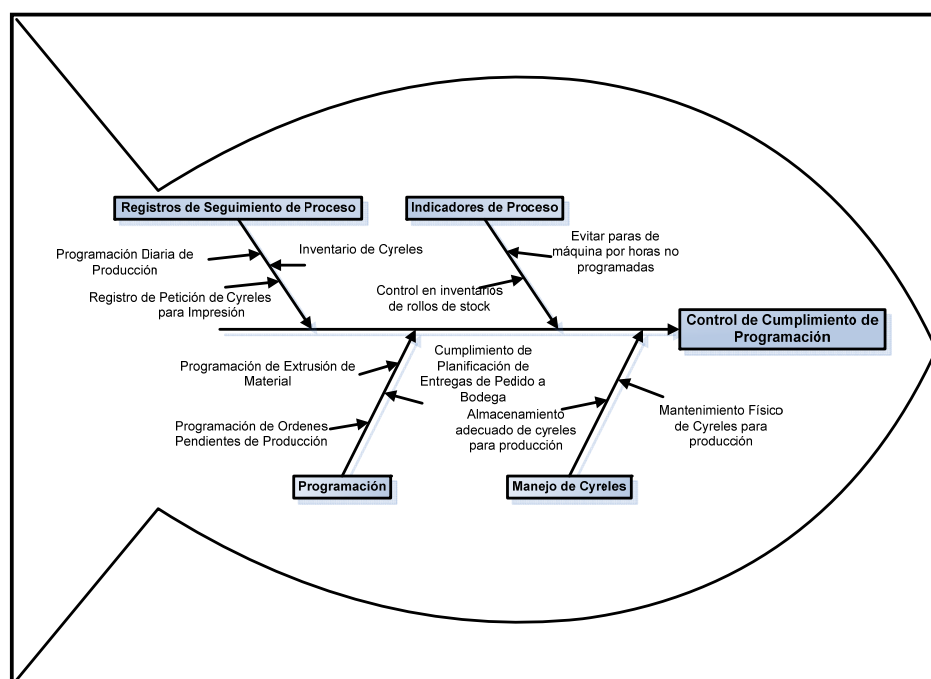 Registros de Seguimiento de Proceso
Indicadores de Proceso
Programación Diaria de
Producción
Inventario de Cyreles
Registro de Petición de Cyreles
para Impresión
Evitar paras de
máquina por horas no
programadas
Control en inventarios
de rollos de stock
Control de Cumplimiento de
Programación
Programación de Extrusión de
Material
Cumplimiento de
Planificación de
Entregas de Pedido a
Bodega
Programación de Ordenes
Pendientes de Producción
Almacenamiento
adecuado de cyreles
para producción
Mantenimiento Físico
de Cyreles para
producción
Programación
Manejo de Cyreles